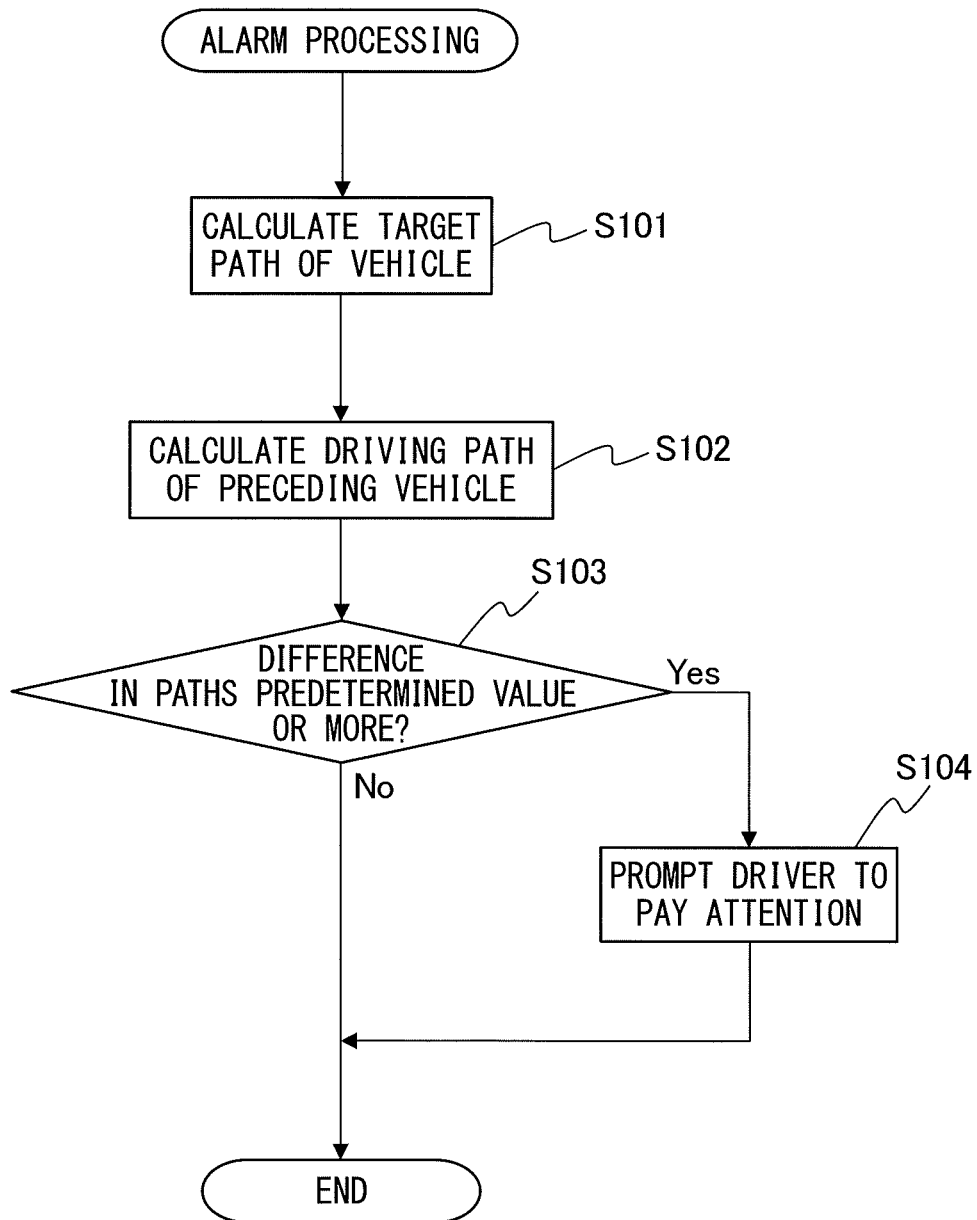 ALARM PROCESSING
CALCULATE TARGET
PATH OF VEHICLE
S101
CALCULATE DRIVING PATH
OF PRECEDING VEHICLE
S102
S103
DIFFERENCE
IN PATHS PREDETERMINED VALUE
OR MORE?
Yes
No
S104
PROMPT DRIVER TO
PAY ATTENTION
END